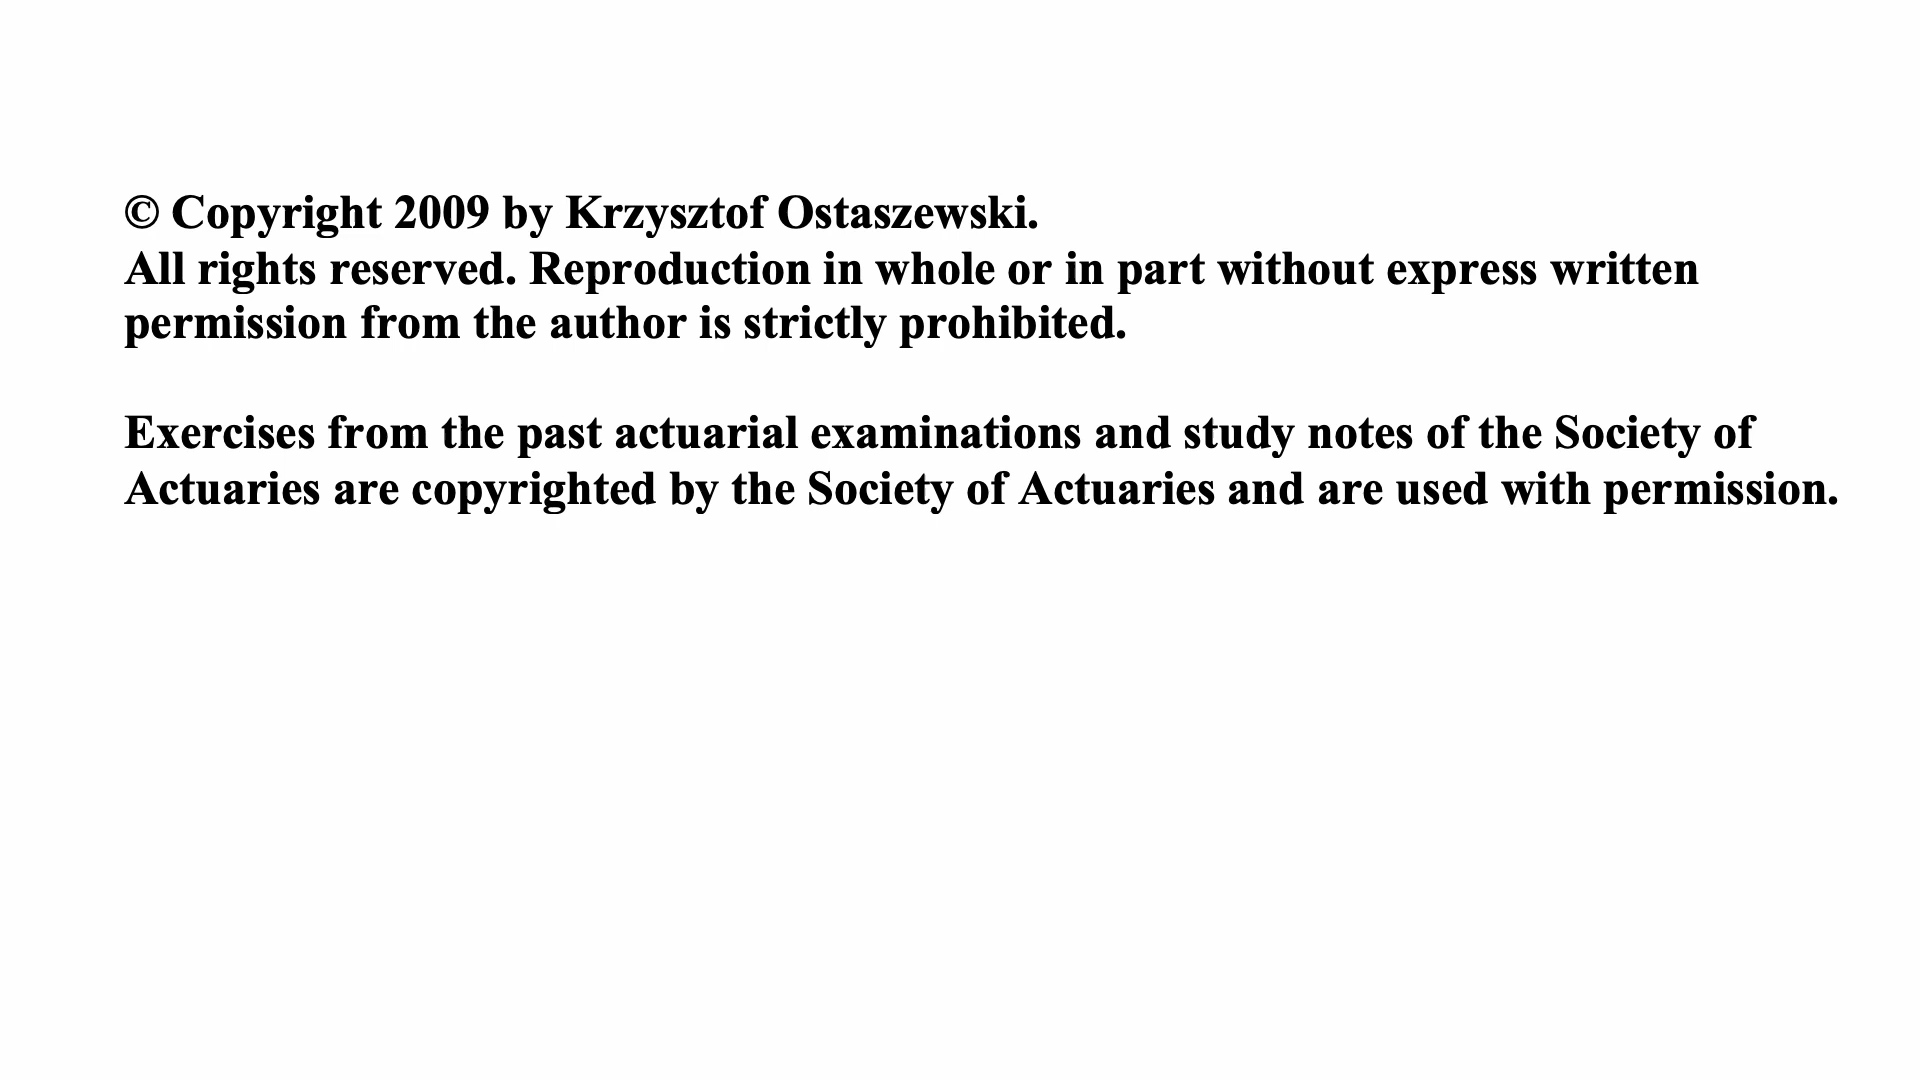 © Copyright 2009 by Krzysztof Ostaszewski.
All rights reserved. Reproduction in whole or in part without express written
permission from the author is strictly prohibited.
Exercises from the past actuarial examinations and study notes of the Society of
Actuaries are copyrighted by the Society of Actuaries and are used with permission.